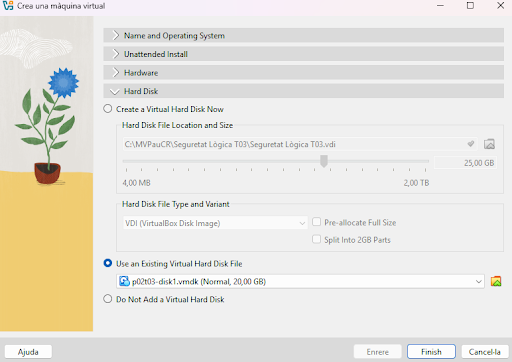 Crea una màquina virtual
Name and Operating System
Unattended Install
Hardware
Hard Disk
Create a Virtual Hard Disk Now
Hard Disk File Location and Size
C:\MVPauCR\Seguretat Lògica T03\Seguretat Lògica T03.vdi
25,00 GB
4,00 MB 2,00 TB
Hard Disk File Type and Variant
VDI (VirtualBox Disk Image) Pre-allocate Full Size
Split Into 2GB Parts
Use an Existing Virtual Hard Disk File
p02t03-disk1.vmdk (Normal, 20,00 GB)
Do Not Add a Virtual Hard Disk
Ajuda Enrere Finish Cancel·la